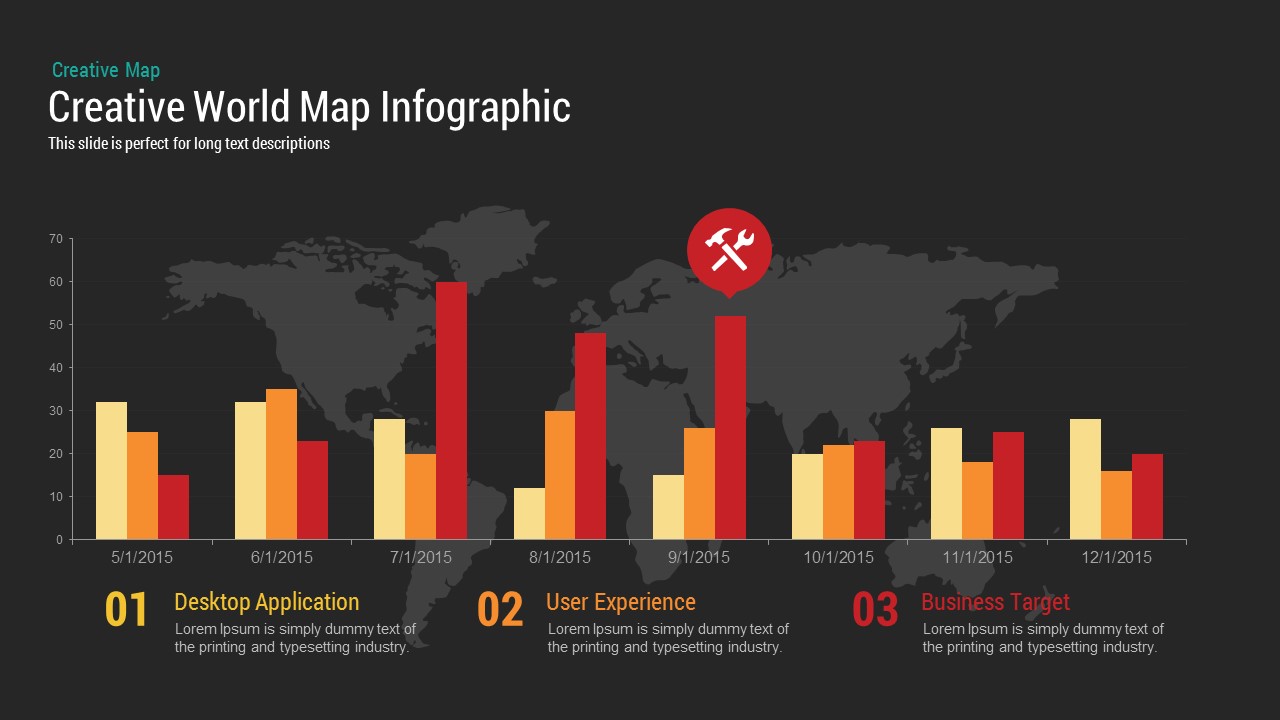 Creative Map
Creative World Map Infographic
This slide is perfect for long text descriptions
70
60
50
40
30
20
10
0
5/1/2015 6/1/2015 7/1/2015 8/1/2015 9/1/2015 10/1/2015 11/1/2015 12/1/2015
01 Desktop Application
Lorem Ipsum is simply dummy text of
the printing and typesetting industry.
02 User Experience
Lorem Ipsum is simply dummy text of
the printing and typesetting industry.
03 Business Target
Lorem Ipsum is simply dummy text of
the printing and typesetting industry.